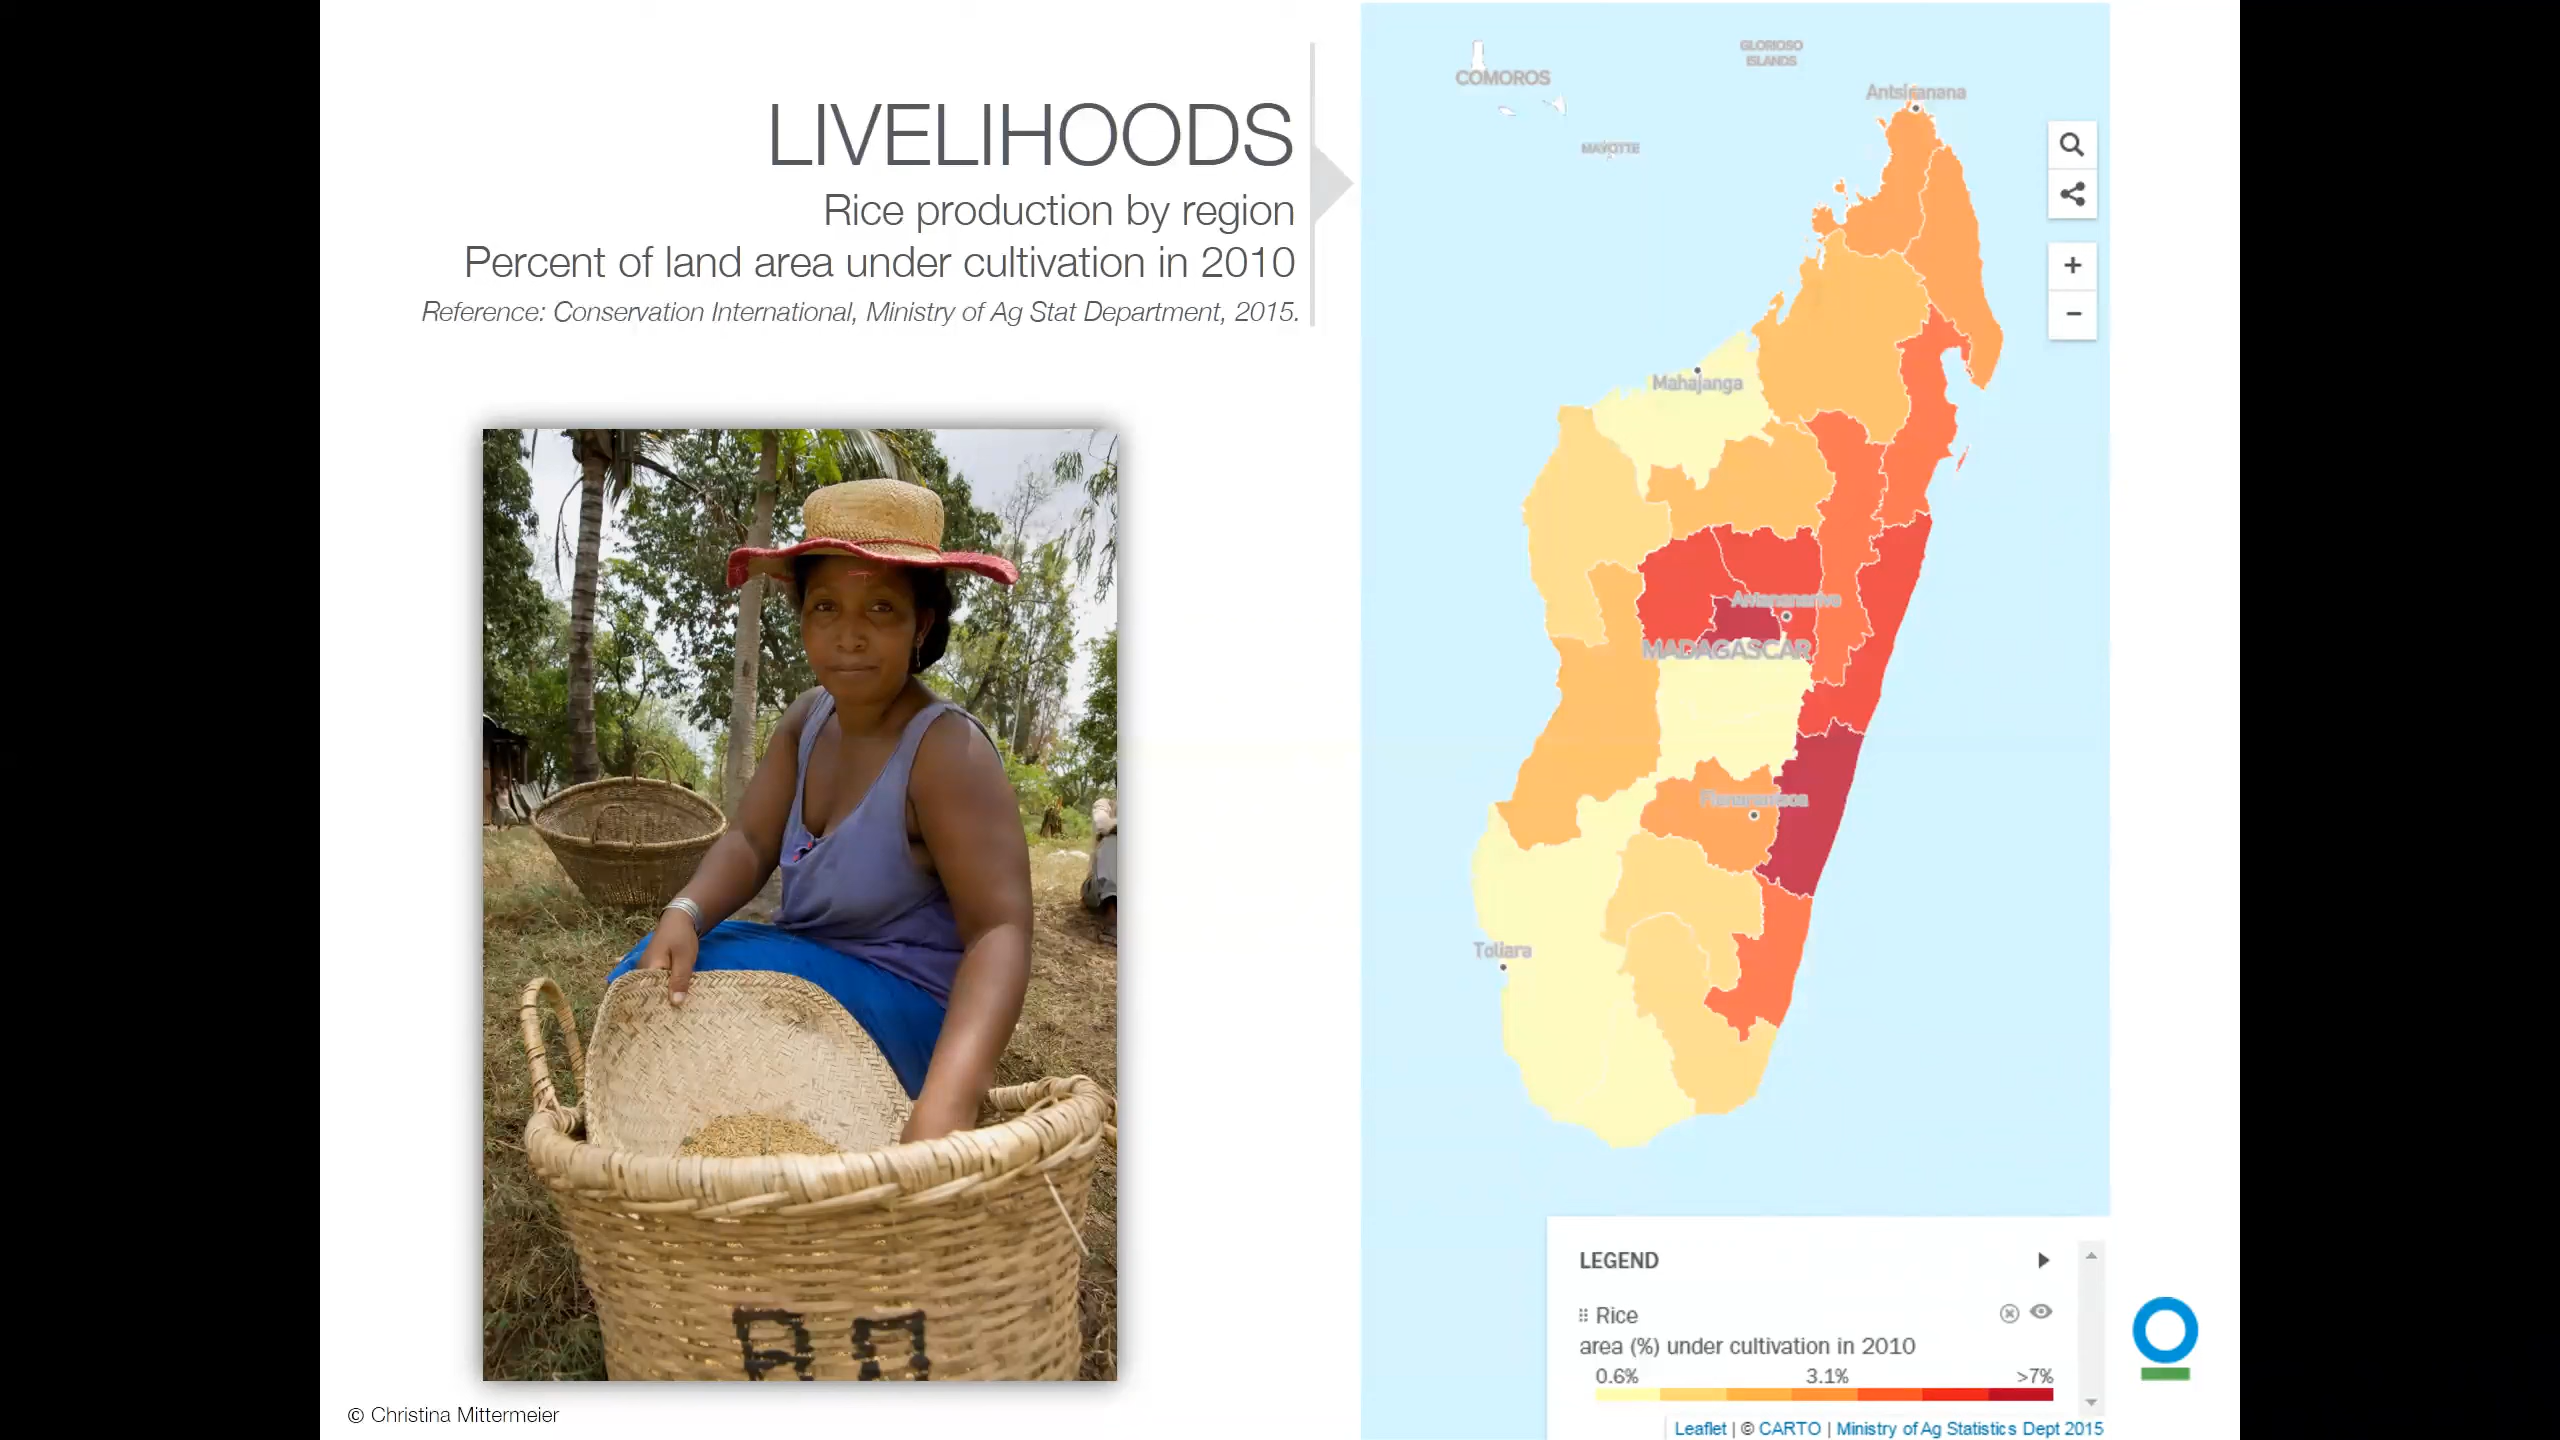 LIVELIHOODS
Rice production by region
Percent of land area under cultivation in 2010
Reference: Conservation International, Ministry of Ag Stat Department, 2015.
© Christina Mittermeier
COMOROS
GLORIOSO
ISLANDS
Antsiranana
MAYOTTE
Mahajanga
Antananarivo
MADAGASCAR
Fianarantsoa
Toliara
LEGEND
Rice
area (%) under cultivation in 2010
0.6% 3.1% >7%
Leaflet | © CARTO | Ministry of Ag Statistics Dept 2015